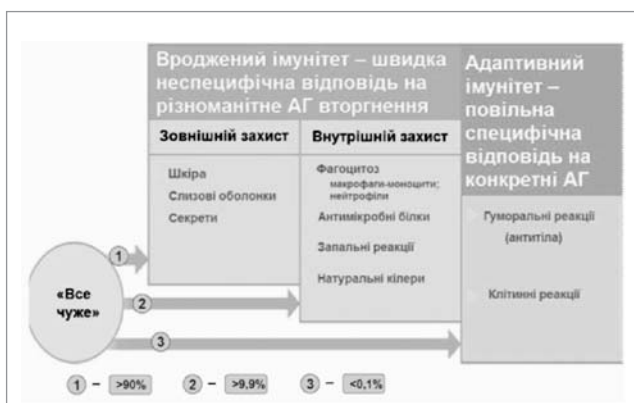 Вроджений імунітет – швидка
неспецифічна відповідь на
різноманітне АГ вторгнення
Зовнішній захист
Внутрішній захист
Адаптивний
імунітет –
повільна
специфічна
відповідь на
конкретні АГ
Шкіра
Слизові оболонки
Секрети
Фагоцитоз
макрофаги-моноцити;
нейтрофіли
Антимікробні білки
Запальні реакції
Натуральні кілери
Гуморальні реакції
(антитіла)
Клітинні реакції
«Все
чуже»
1
2
3
1 – >90% 2 – >9,9% 3 – <0,1%